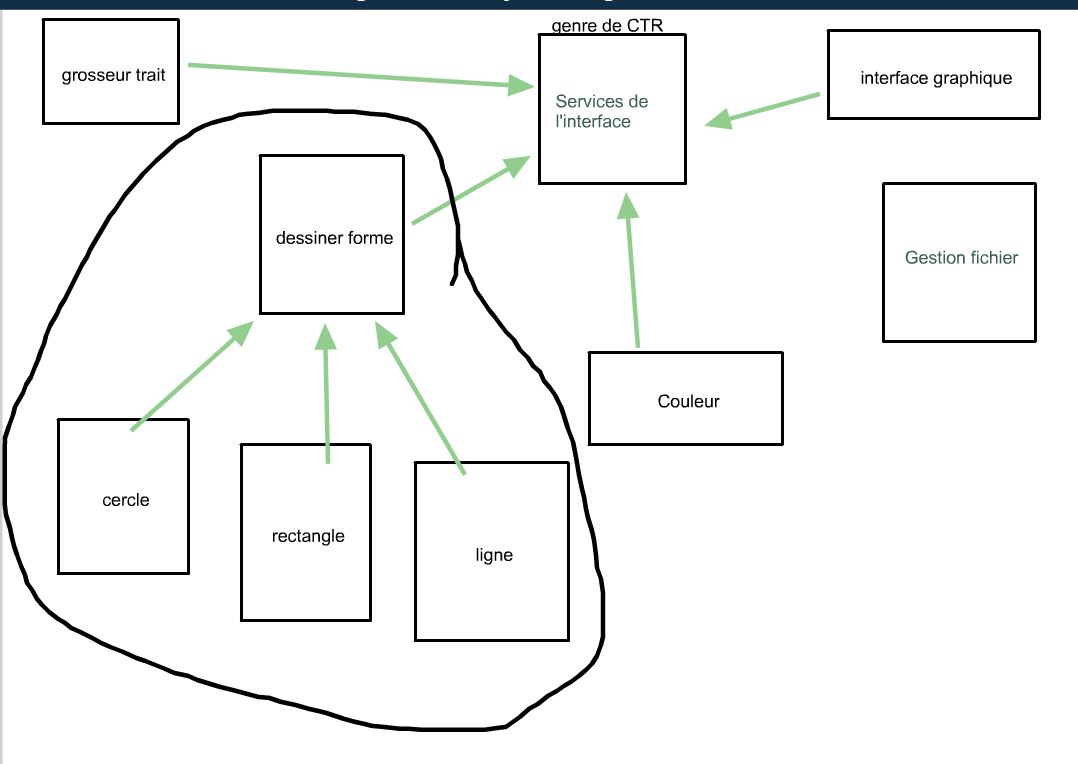 genre de CTR
grosseur trait
Services de
l'interface
interface graphique
dessiner forme
Gestion fichier
Couleur
cercle
rectangle
ligne